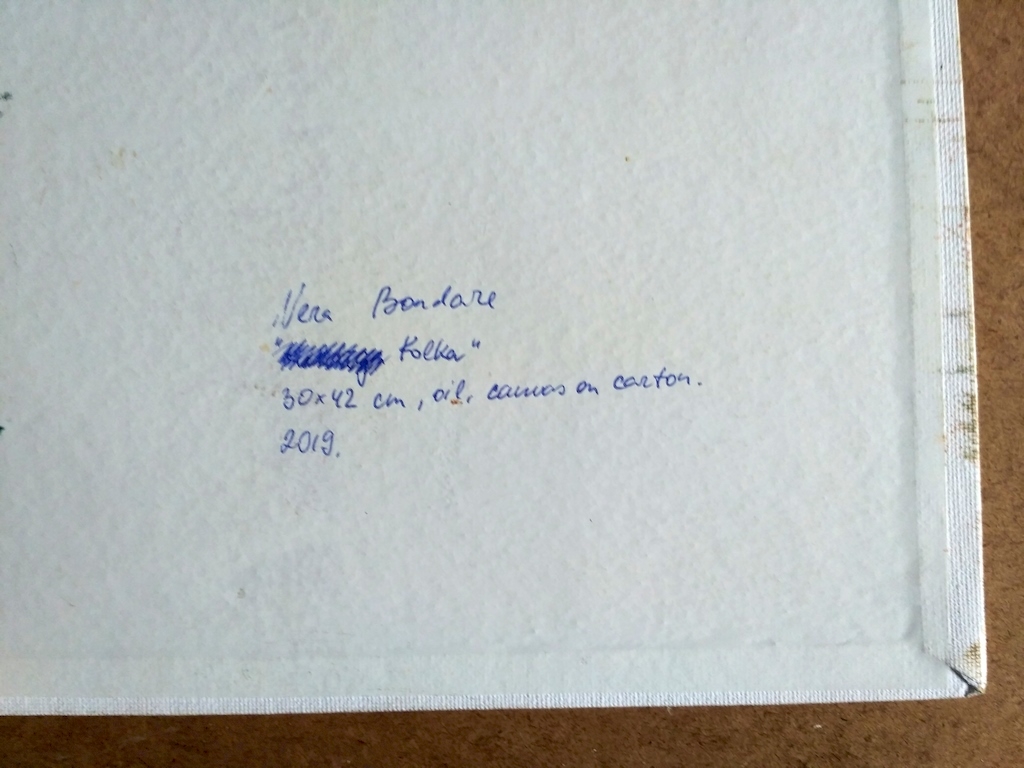 Vera Bondare
" Kolka"
30x42 cm, oil, canvas on carton.
2019.